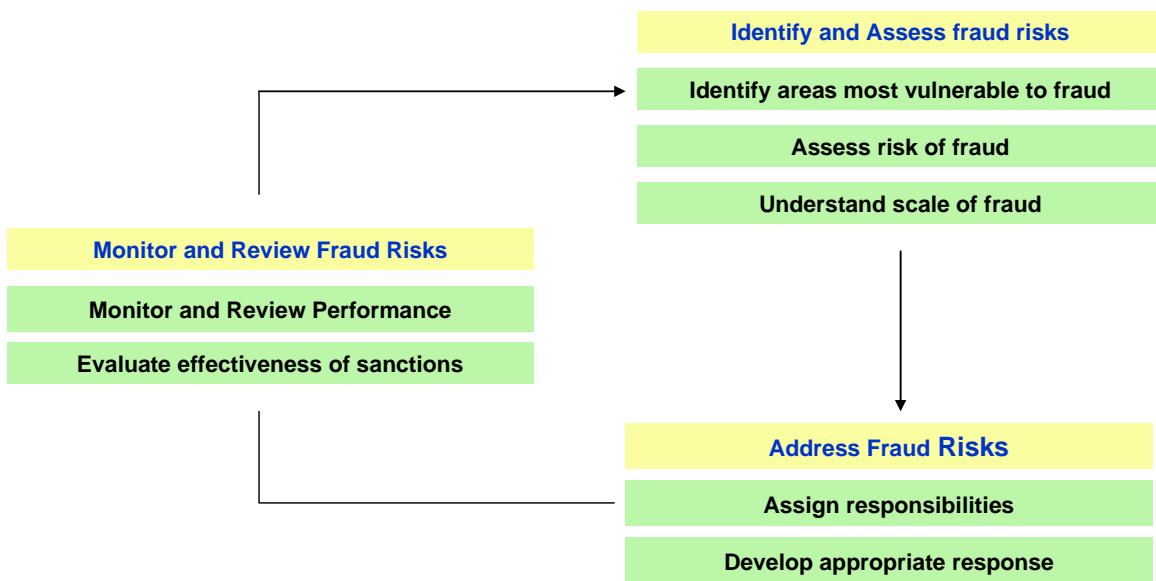 Identify and Assess fraud risks
Identify areas most vulnerable to fraud
Assess risk of fraud
Understand scale of fraud
Monitor and Review Fraud Risks
Monitor and Review Performance
Evaluate effectiveness of sanctions
Address Fraud Risks
Assign responsibilities
Develop appropriate response